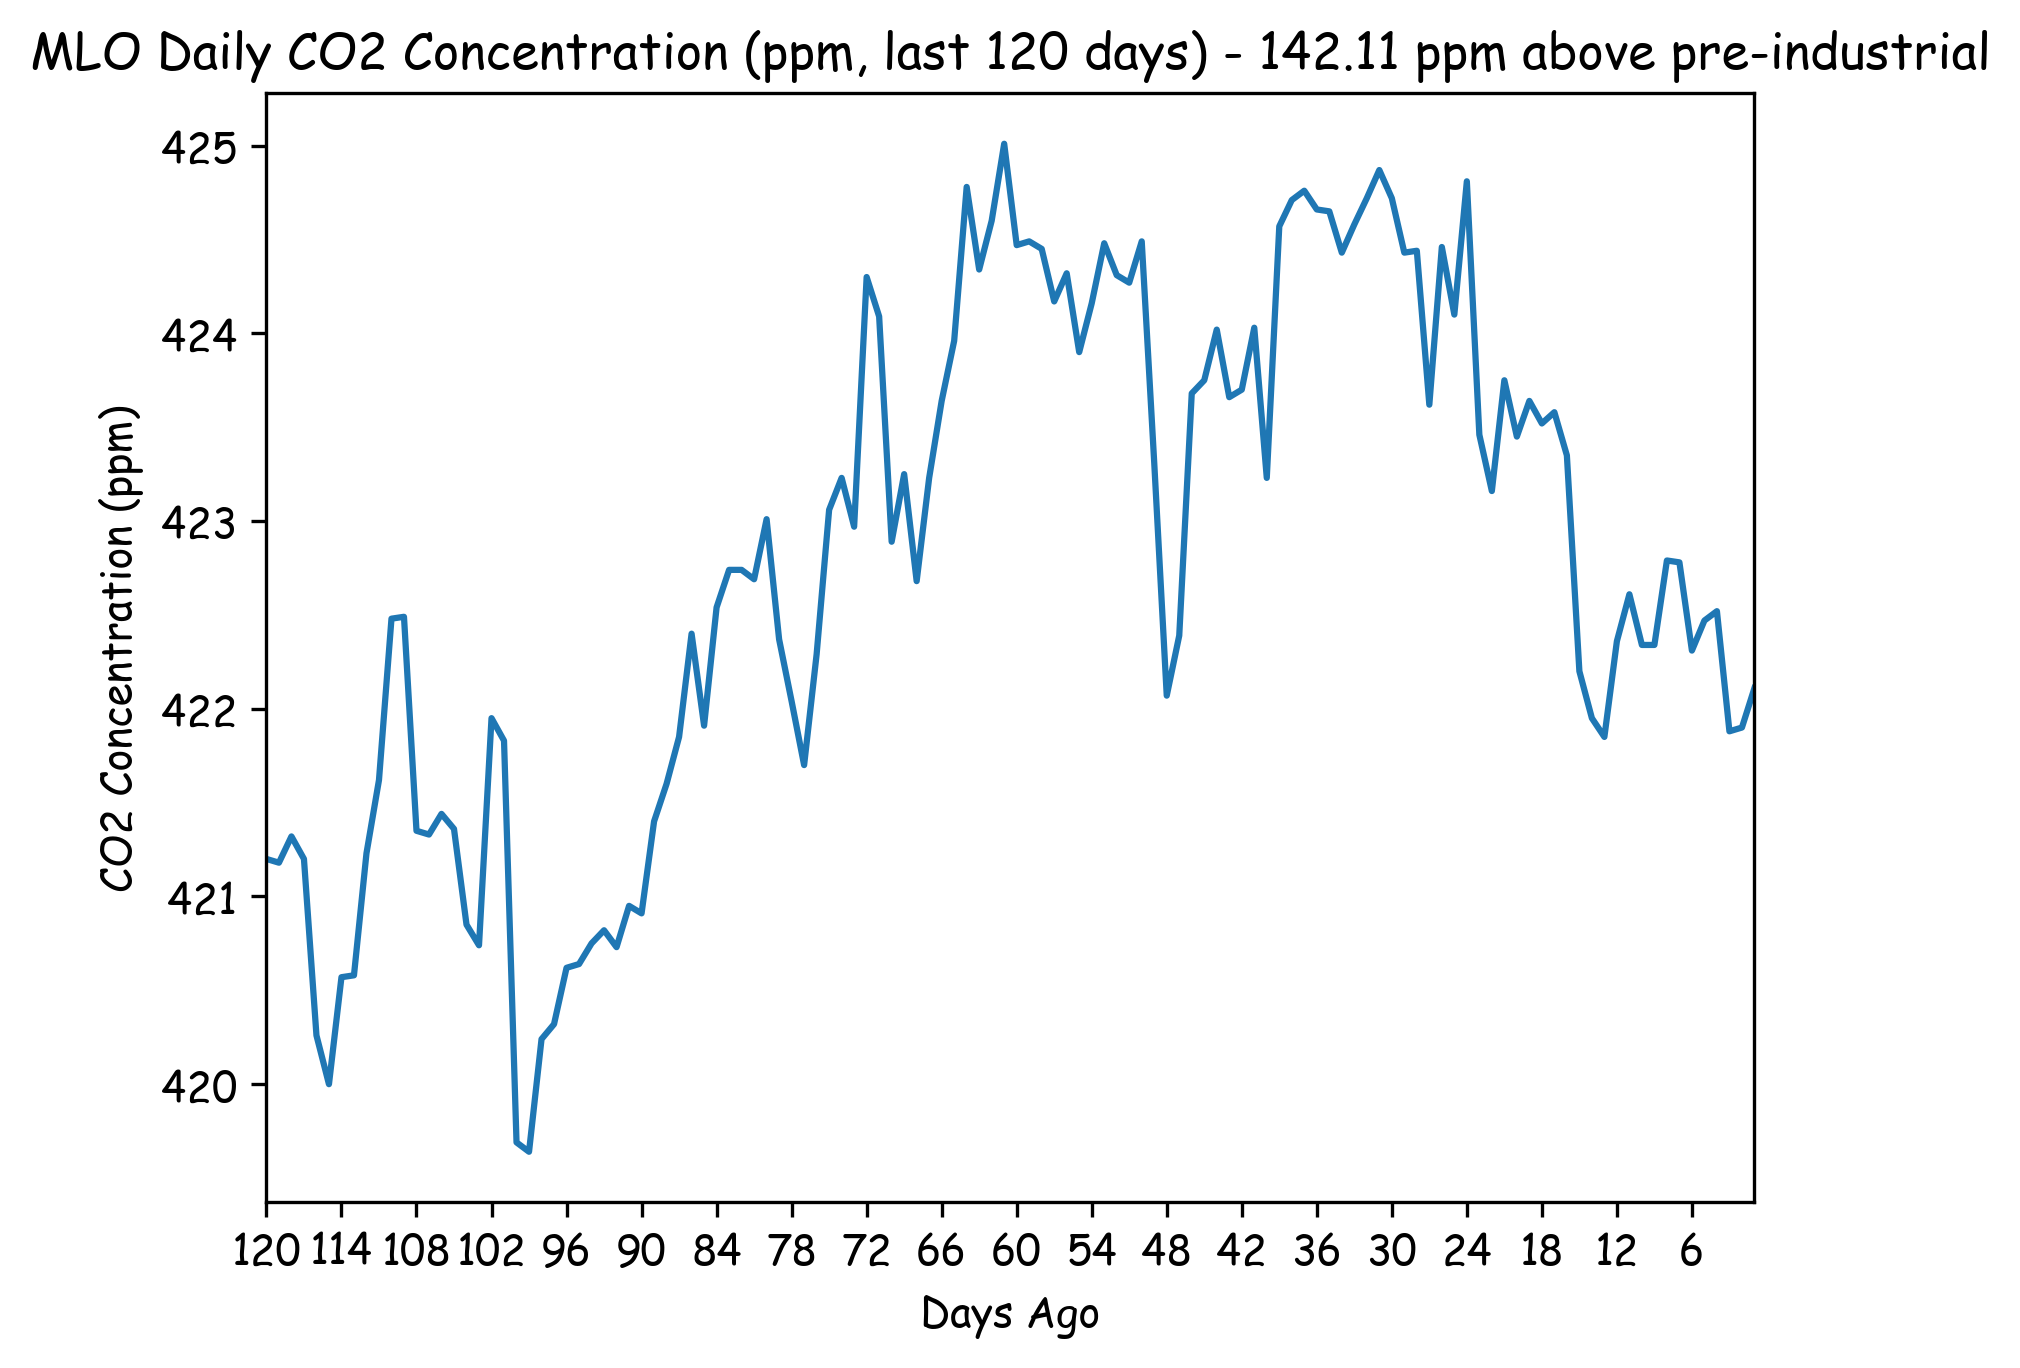 MLO Daily CO2 Concentration (ppm, last 120 days) - 142.11 ppm above pre-industrial
425
424
423
422
421
420
CO2 Concentration (ppm)
120 114 108 102 96 90 84 78 72 66 60 54 48 42 36 30 24 18 12 6
Days Ago